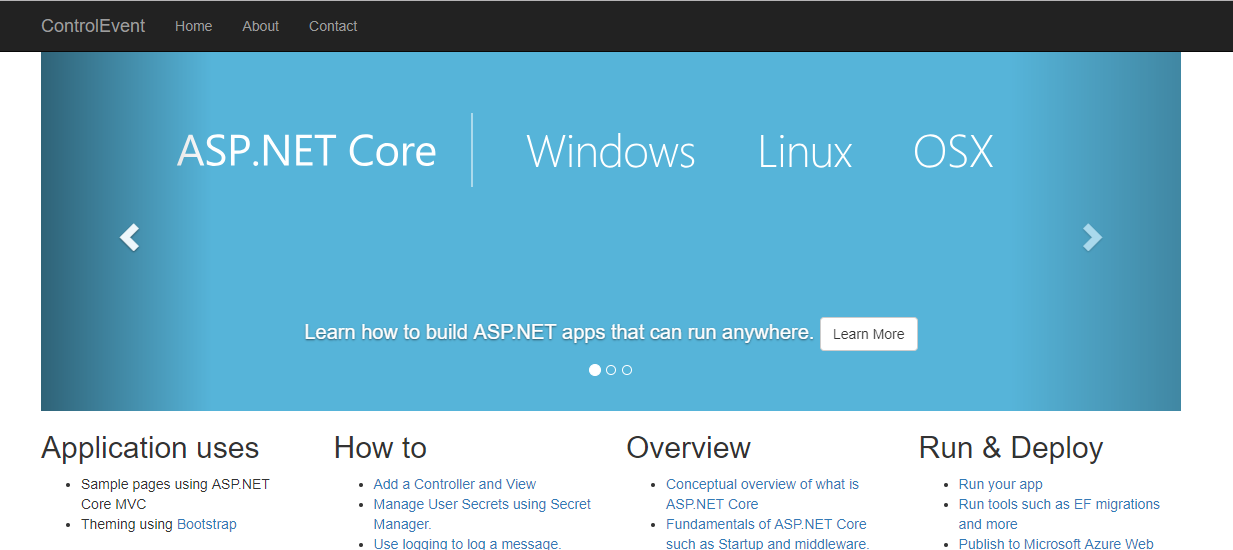 ControlEvent Home About Contact
ASP.NET Core Windows Linux OSX
Learn how to build ASP.NET apps that can run anywhere. Learn More
Application uses
Sample pages using ASP.NET
Core MVC
Theming using Bootstrap
How to
Add a Controller and View
Manage User Secrets using Secret
Manager.
Use logging to log a message.
Overview
Conceptual overview of what is
ASP.NET Core
Fundamentals of ASP.NET Core
such as Startup and middleware.
Run & Deploy
Run your app
Run tools such as EF migrations
and more
Publish to Microsoft Azure Web